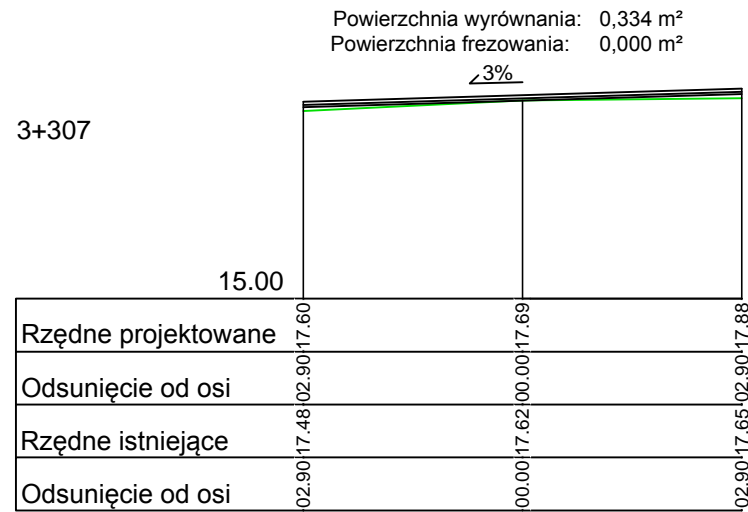 Powierzchnia wyrównania: 0,334 m²
Powierzchnia frezowania: 0,000 m²
3%
3+307
15.00
Rzędne projektowane 17.60 17.69 17.88
Odsunięcie od osi 02.90 00.00 02.90
Rzędne istniejące 17.48 17.62 17.65
Odsunięcie od osi 02.90 00.00 02.90